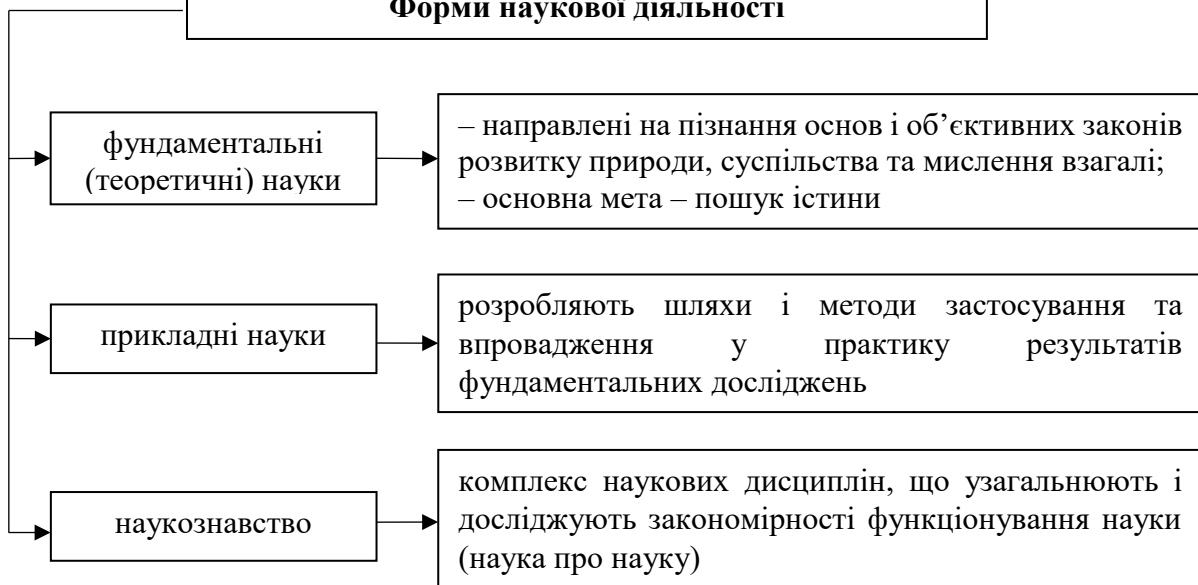 Форми наукової діяльності
фундаментальні
(теоретичні) науки
– направлені на пізнання основ і об’єктивних законів
розвитку природи, суспільства та мислення взагалі;
– основна мета – пошук істини
прикладні науки
розробляють шляхи і методи застосування та
впровадження у практику результатів
фундаментальних досліджень
наукознавство
комплекс наукових дисциплін, що узагальнюють і
досліджують закономірності функціонування науки
(наука про науку)